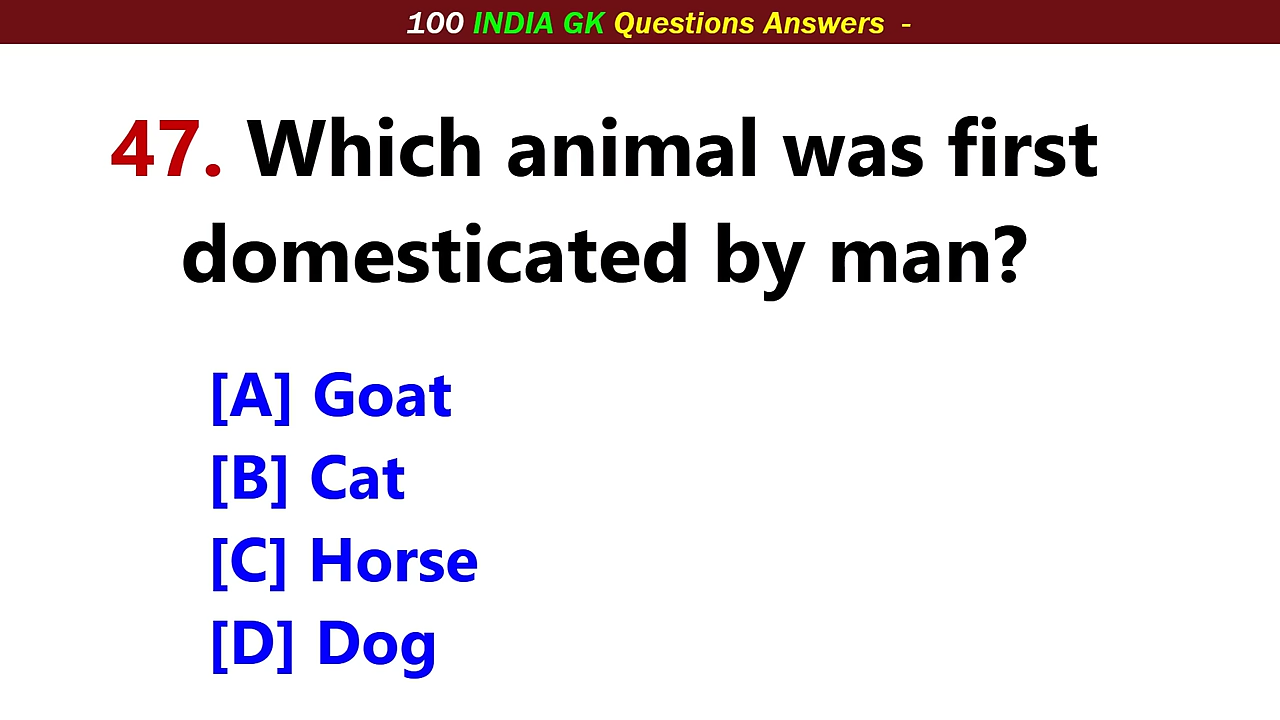 100 INDIA GK Questions Answers -
47. Which animal was first
domesticated by man?
[A] Goat
[B] Cat
[C] Horse
[D] Dog